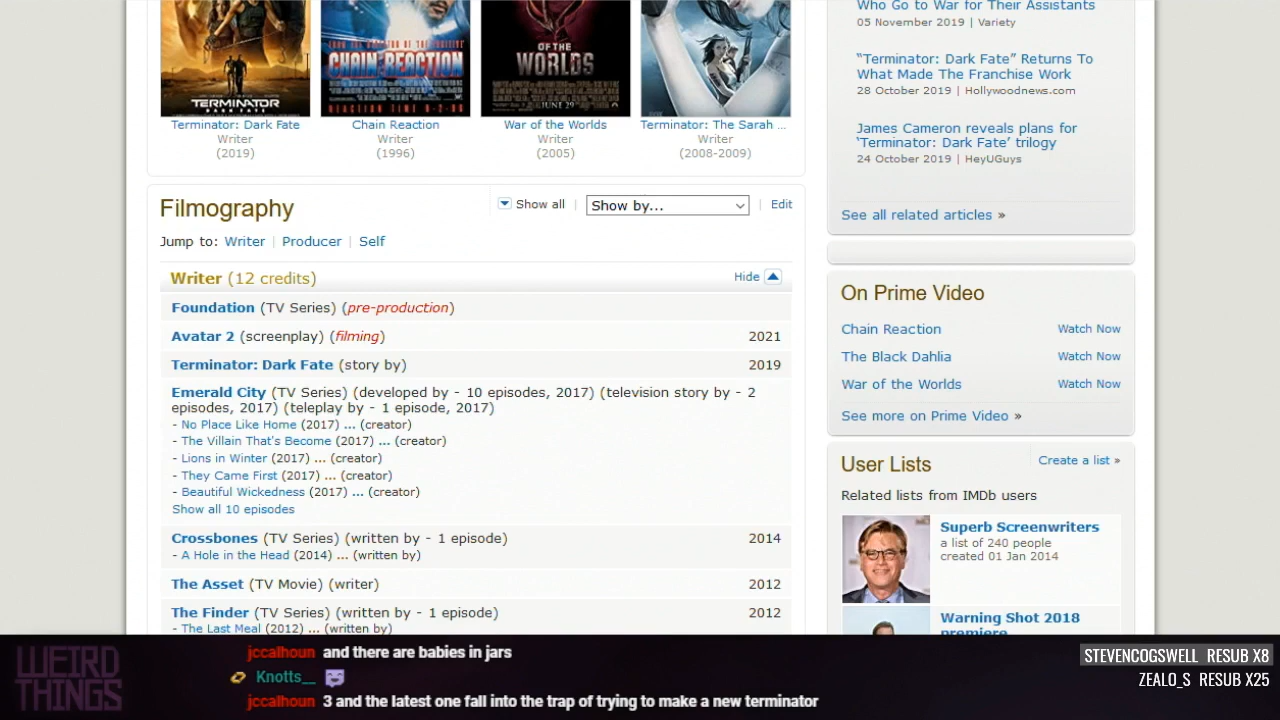 TERMINATOR
DARK FATE
Terminator: Dark Fate
Writer
(2019)
CHAIN REACTION
Chain Reaction
Writer
(1996)
OF THE
WORLDS
JUNE 29
War of the Worlds
Writer
(2005)
Terminator: The Sarah ...
Writer
(2008-2009)
Filmography
Show all | Show by... | Edit
Jump to: Writer | Producer | Self
Writer (12 credits) Hide
Foundation (TV Series) (pre-production)
Avatar 2 (screenplay) (filming) 2021
Terminator: Dark Fate (story by) 2019
Emerald City (TV Series) (developed by - 10 episodes, 2017) (television story by - 2
episodes, 2017) (teleplay by - 1 episode, 2017)
- No Place Like Home (2017) ... (creator)
- The Villain That's Become (2017) ... (creator)
- Lions in Winter (2017) ... (creator)
- They Came First (2017) ... (creator)
- Beautiful Wickedness (2017) ... (creator)
Show all 10 episodes
Crossbones (TV Series) (written by - 1 episode) 2014
- A Hole in the Head (2014) ... (written by)
The Asset (TV Movie) (writer) 2012
The Finder (TV Series) (written by - 1 episode) 2012
- The Last Meal (2012) ... (written by)
Who Go to War for Their Assistants
05 November 2019 | Variety
“Terminator: Dark Fate” Returns To
What Made The Franchise Work
28 October 2019 | Hollywoodnews.com
James Cameron reveals plans for
‘Terminator: Dark Fate’ trilogy
24 October 2019 | HeyUGuys
See all related articles »
On Prime Video
Chain Reaction Watch Now
The Black Dahlia Watch Now
War of the Worlds Watch Now
See more on Prime Video »
User Lists Create a list »
Related lists from IMDb users
Superb Screenwriters
a list of 240 people
created 01 Jan 2014
Warning Shot 2018
premiere
WEIRD
THINGS
jccalhoun and there are babies in jars
Knotts__
jccalhoun 3 and the latest one fall into the trap of trying to make a new terminator
STEVENCOGSWELL RESUB X8
ZEALO_S RESUB X25